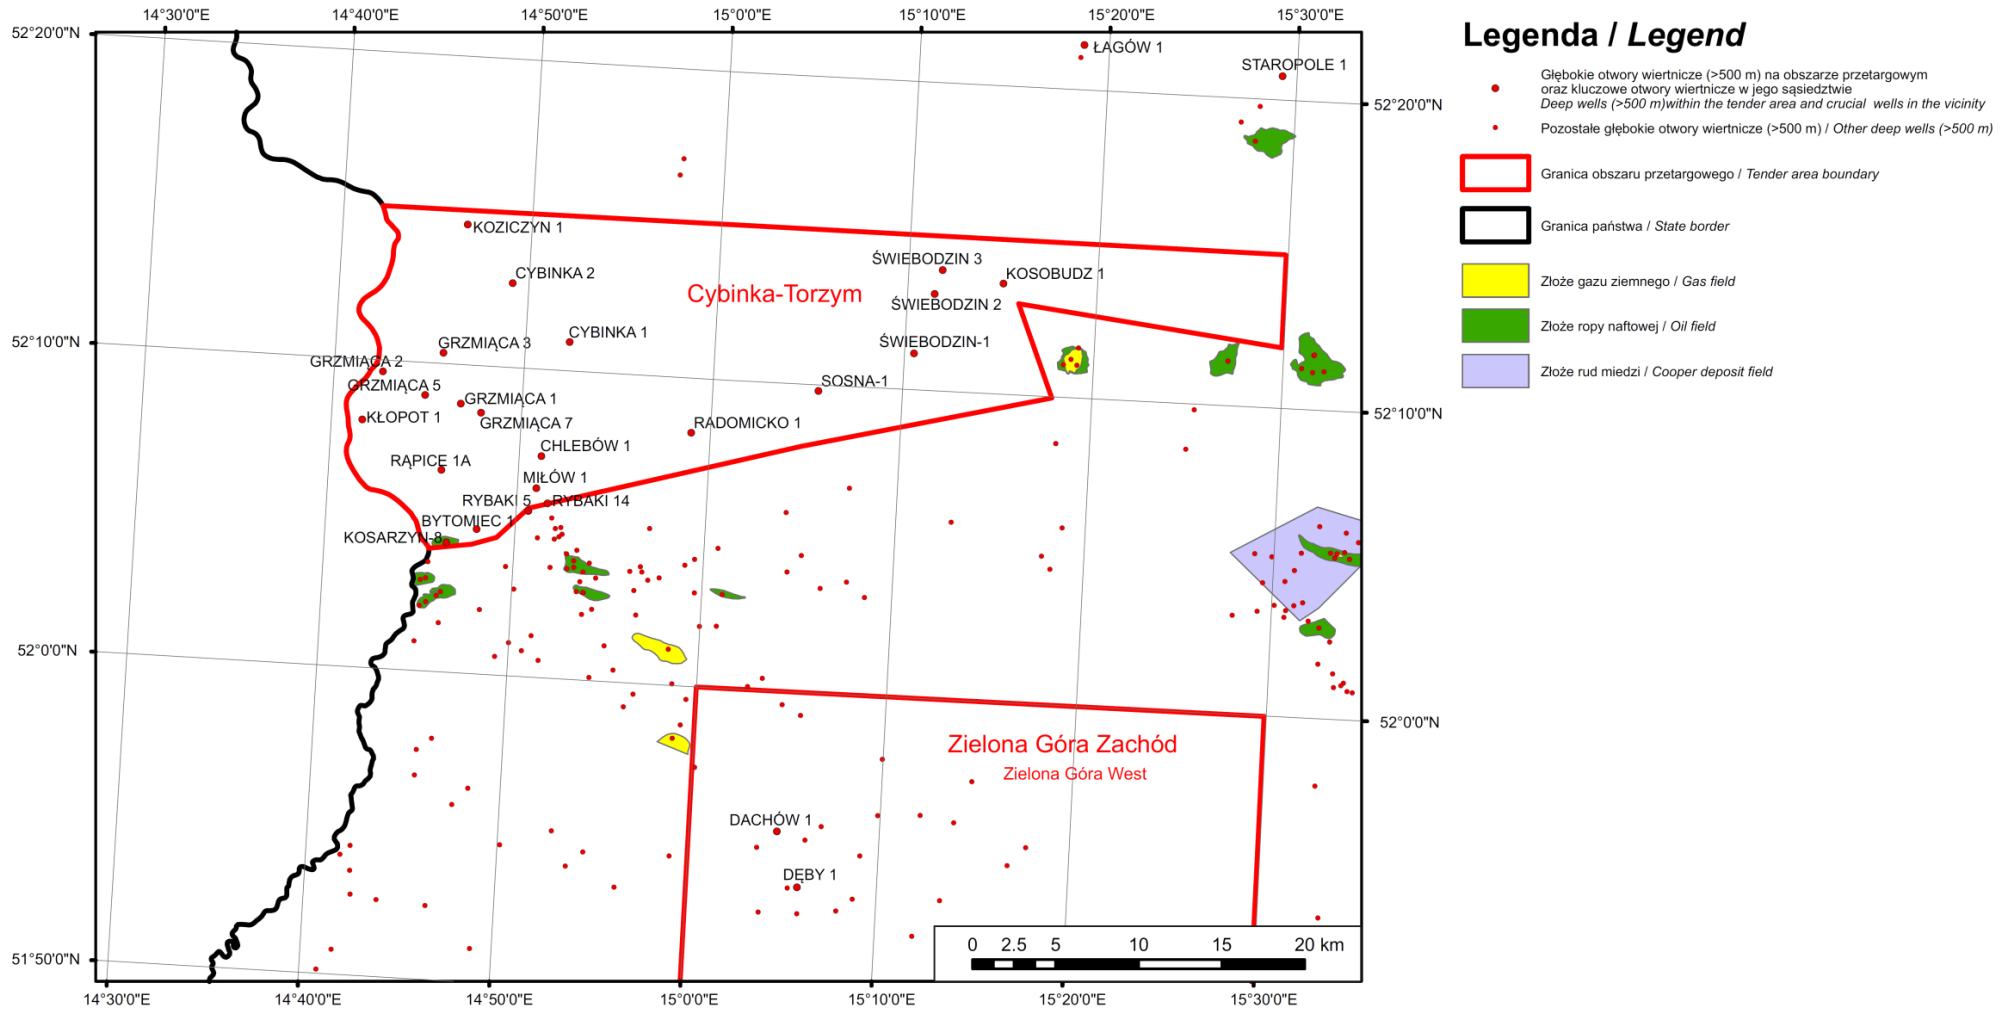 14°30'0"E
14°40'0"E
14°50'0"E
15°0'0"E
15°10'0"E
15°20'0"E
15°30'0"E
52°20'0"N
52°10'0"N
52°0'0"N
51°50'0"N
52°20'0"N
52°10'0"N
52°0'0"N
ŁAGÓW 1
STAROPOLE 1
KOZICZYN 1
CYBINKA 2
ŚWIEBODZIN 3
KOSOBUDZ 1
Cybinka-Torzym
ŚWIEBODZIN 2
CYBINKA 1
GRZMIĄCA 3
ŚWIEBODZIN-1
GRZMIĄCA 2
GRZMIĄCA 5
SOSNA-1
GRZMIĄCA 1
KŁOPOT 1
GRZMIĄCA 7
RADOMICKO 1
CHLEBÓW 1
RĄPICE 1A
MIŁÓW 1
RYBAKI 5
RYBAKI 14
BYTOMIEC 1
KOSARZYN-8
Zielona Góra Zachód
Zielona Góra West
DACHÓW 1
DĘBY 1
0 2.5 5 10 15 20 km
14°30'0"E
14°40'0"E
14°50'0"E
15°0'0"E
15°10'0"E
15°20'0"E
15°30'0"E
Legenda / Legend
Głębokie otwory wiertnicze (>500 m) na obszarze przetargowym
oraz kluczowe otwory wiertnicze w jego sąsiedztwie
Deep wells (>500 m)within the tender area and crucial wells in the vicinity
Pozostałe głębokie otwory wiertnicze (>500 m) / Other deep wells (>500 m)
Granica obszaru przetargowego / Tender area boundary
Granica państwa / State border
Złoże gazu ziemnego / Gas field
Złoże ropy naftowej / Oil field
Złoże rud miedzi / Cooper deposit field